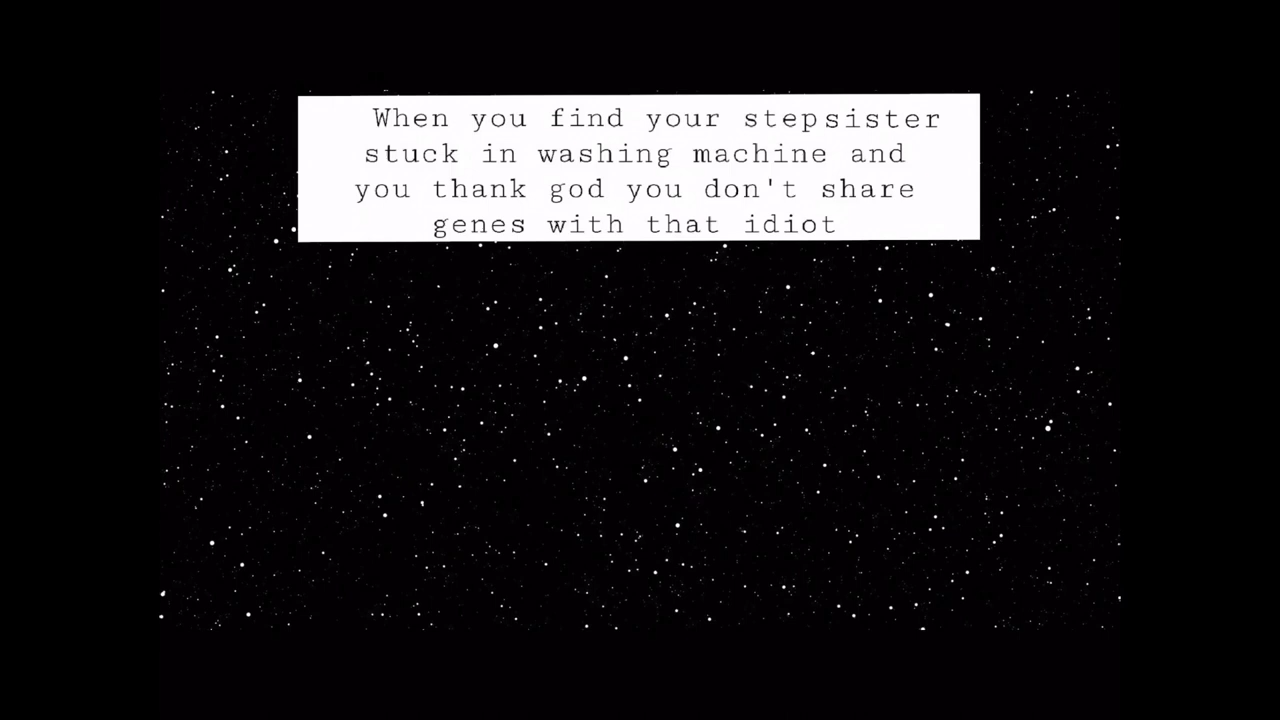 When you find your stepsister
stuck in washing machine and
you thank god you don't share
genes with that idiot